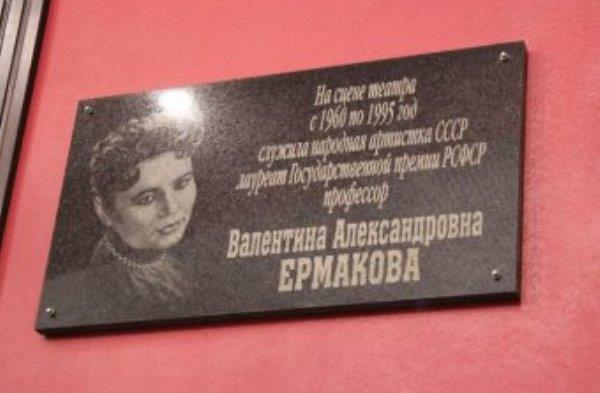 На сцене театра
с 1960 по 1995 год
служила народная артистка СССР
лауреат Государственной премии РСФСР
профессор
Валентина Александровна
ЕРМАКОВА